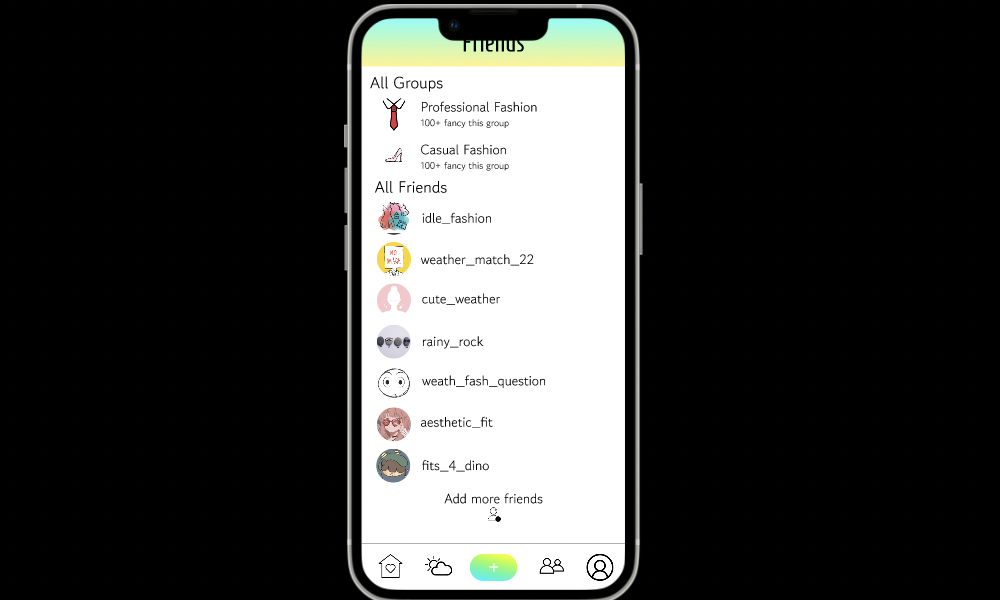 Friends
All Groups
Professional Fashion
100+ fancy this group
Casual Fashion
100+ fancy this group
All Friends
idle_fashion
weather_match_22
cute_weather
rainy_rock
weath_fash_question
aesthetic_fit
fits_4_dino
Add more friends
+